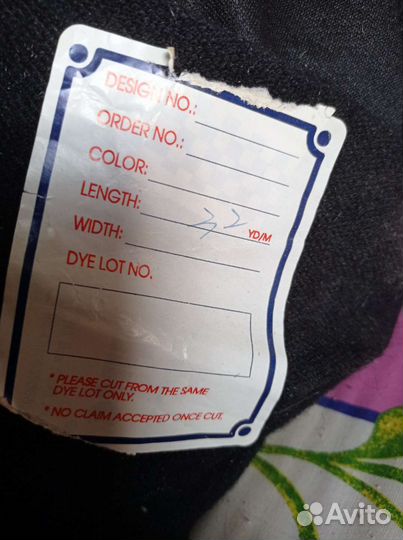 DESIGN NO.:
ORDER NO.:
COLOR:
LENGTH: 22 YD/M
WIDTH:
DYE LOT NO.
* PLEASE CUT FROM THE SAME
DYE LOT ONLY.
* NO CLAIM ACCEPTED ONCE CUT.
Avito